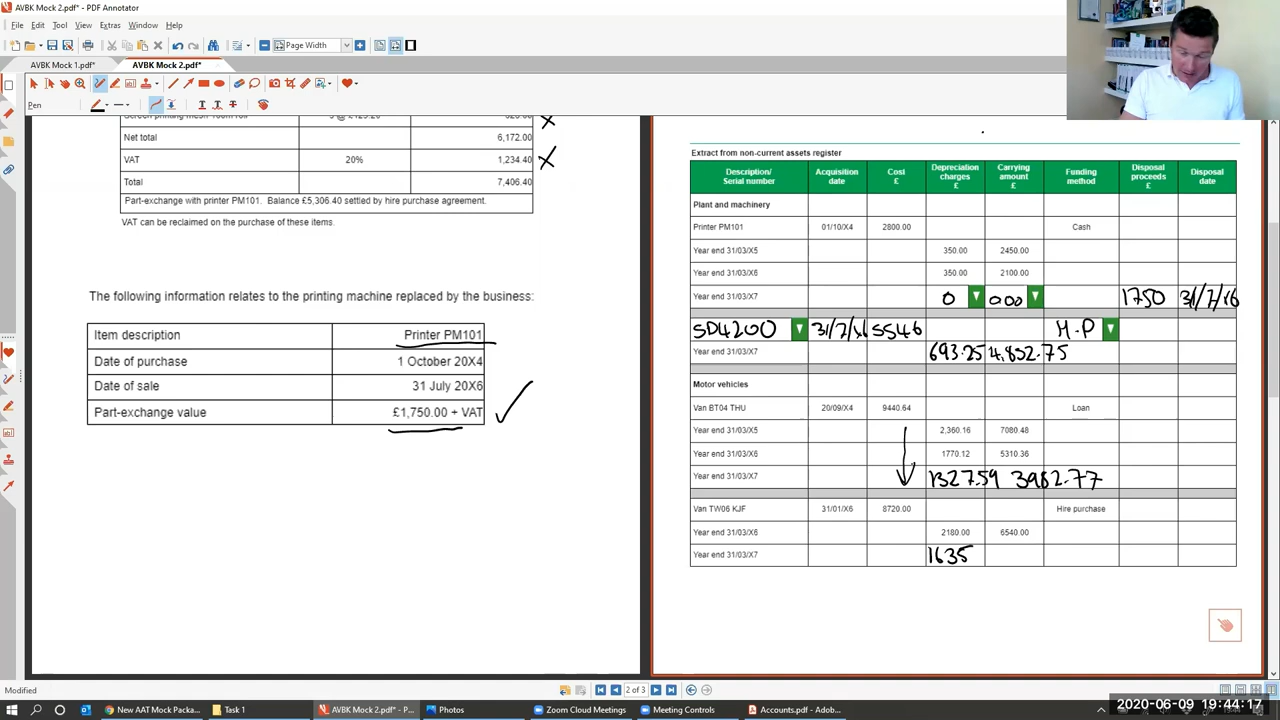 AVBK Mock 2.pdf* - PDF Annotator
File Edit Tool View Extras Window Help
Page Width
AVBK Mock 1.pdf* AVBK Mock 2.pdf*
Pen
Net total 6,172.00
VAT 20% 1,234.40 X
Total 7,406.40
Part-exchange with printer PM101. Balance £5,306.40 settled by hire purchase agreement.
VAT can be reclaimed on the purchase of these items.
The following information relates to the printing machine replaced by the business:
Item description Printer PM101
Date of purchase 1 October 20X4
Date of sale 31 July 20X6
Part-exchange value £1,750.00 + VAT
Extract from non-current assets register
Description/ Serial number Acquisition date Cost £ Depreciation charges £ Carrying amount £ Funding method Disposal proceeds £ Disposal date
Plant and machinery
Printer PM101 01/10/X4 2800.00 Cash
Year end 31/03/X5 350.00 2450.00
Year end 31/03/X6 350.00 2100.00
Year end 31/03/X7 0 000 1750 31/7/X6
SD4200 31/7/X6 5546 H.P
Year end 31/03/X7 693.25 4,852.75
Motor vehicles
Van BT04 THU 20/09/X4 9440.64 Loan
Year end 31/03/X5 2,360.16 7080.48
Year end 31/03/X6 1770.12 5310.36
Year end 31/03/X7 1327.59 3982.77
Van TW06 KJF 31/01/X6 8720.00 Hire purchase
Year end 31/03/X6 2180.00 6540.00
Year end 31/03/X7 1635
Modified 2 of 3
New AAT Mock Packa... Task 1 AVBK Mock 2.pdf* - P... Photos Zoom Cloud Meetings Meeting Controls Accounts.pdf - Adob...
2020-06-09 19:44:17